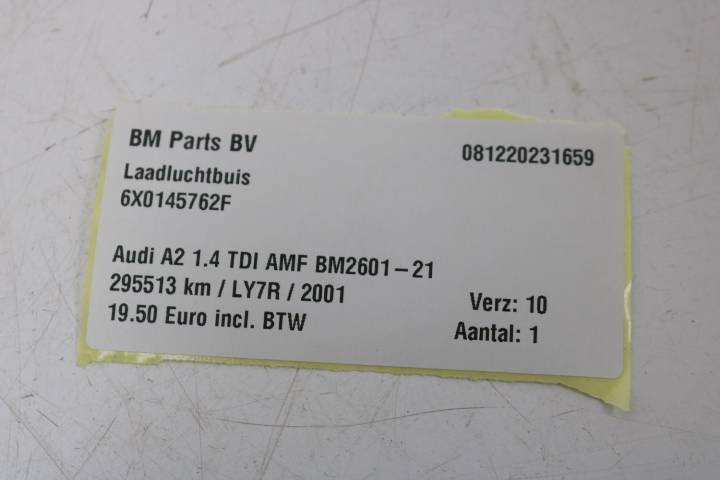 BM Parts BV 081220231659
Laadluchtbuis
6X0145762F
Audi A2 1.4 TDI AMF BM2601-21
295513 km / LY7R / 2001 Verz: 10
19.50 Euro incl. BTW Aantal: 1